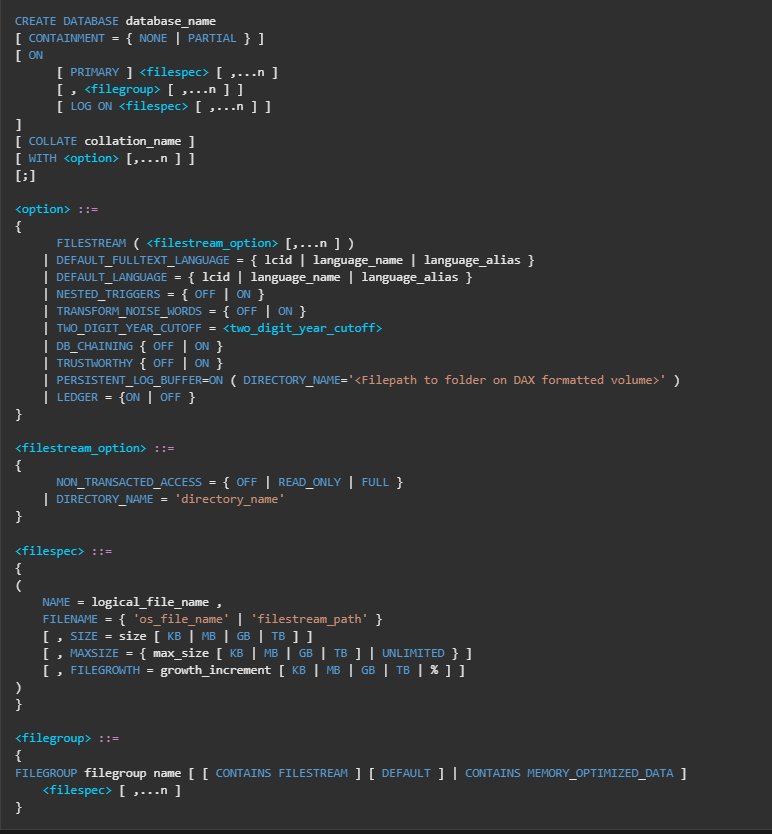 CREATE DATABASE database_name
[ CONTAINMENT = { NONE | PARTIAL } ]
[ ON
      [ PRIMARY ] <filespec> [ ,...n ]
      [ , <filegroup> [ ,...n ] ]
      [ LOG ON <filespec> [ ,...n ] ]
]
[ COLLATE collation_name ]
[ WITH <option> [,...n ] ]
[;]

<option> ::=
{
      FILESTREAM ( <filestream_option> [,...n ] )
    | DEFAULT_FULLTEXT_LANGUAGE = { lcid | language_name | language_alias }
    | DEFAULT_LANGUAGE = { lcid | language_name | language_alias }
    | NESTED_TRIGGERS = { OFF | ON }
    | TRANSFORM_NOISE_WORDS = { OFF | ON }
    | TWO_DIGIT_YEAR_CUTOFF = <two_digit_year_cutoff>
    | DB_CHAINING { OFF | ON }
    | TRUSTWORTHY { OFF | ON }
    | PERSISTENT_LOG_BUFFER=ON ( DIRECTORY_NAME='<Filepath to folder on DAX formatted volume>' )
    | LEDGER = {ON | OFF }
}

<filestream_option> ::=
{
      NON_TRANSACTED_ACCESS = { OFF | READ_ONLY | FULL }
    | DIRECTORY_NAME = 'directory_name'
}

<filespec> ::=
{
(
    NAME = logical_file_name ,
    FILENAME = { 'os_file_name' | 'filestream_path' }
    [ , SIZE = size [ KB | MB | GB | TB ] ]
    [ , MAXSIZE = { max_size [ KB | MB | GB | TB ] | UNLIMITED } ]
    [ , FILEGROWTH = growth_increment [ KB | MB | GB | TB | % ] ]
)
}

<filegroup> ::=
{
FILEGROUP filegroup name [ [ CONTAINS FILESTREAM ] [ DEFAULT ] | CONTAINS MEMORY_OPTIMIZED_DATA ]
    <filespec> [ ,...n ]
}